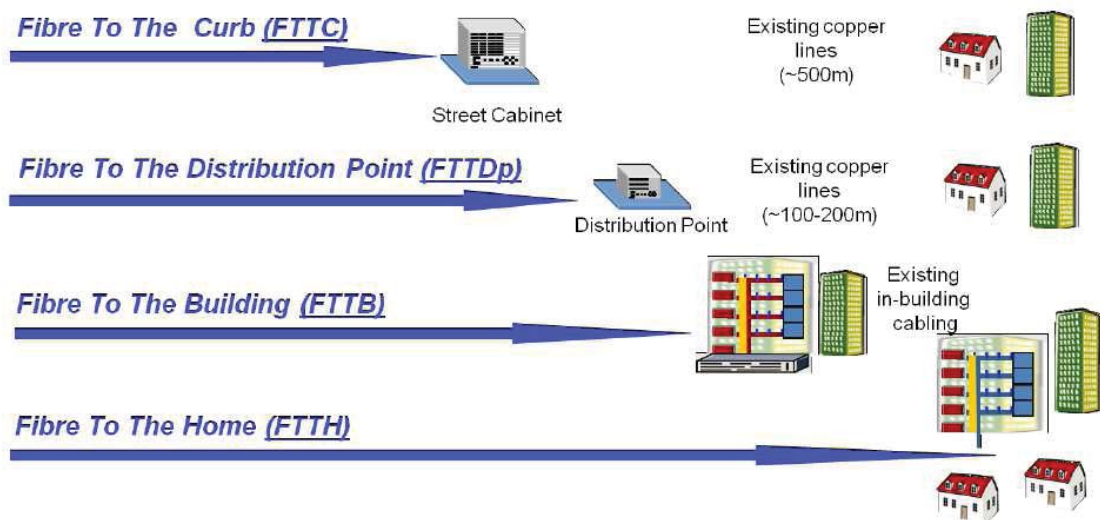 Fibre To The Curb (FTTC)
Existing copper
lines
(~500m)
Street Cabinet
Fibre To The Distribution Point (FTTDp)
Existing copper
lines
(~100-200m)
Distribution Point
Fibre To The Building (FTTB)
Existing
in-building
cabling
Fibre To The Home (FTTH)